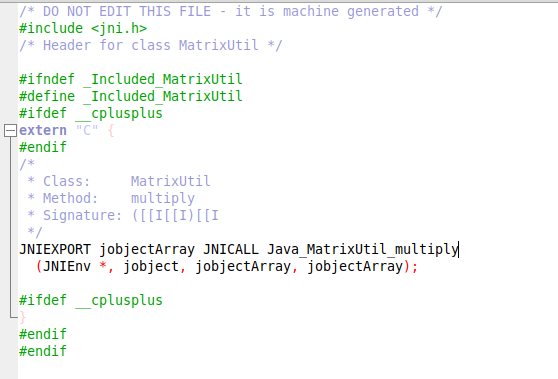 /* DO NOT EDIT THIS FILE - it is machine generated */
#include <jni.h>
/* Header for class MatrixUtil */

#ifndef _Included_MatrixUtil
#define _Included_MatrixUtil
#ifdef __cplusplus
extern "C" {
#endif
/*
 * Class:     MatrixUtil
 * Method:    multiply
 * Signature: ([[I[[I)[[I
 */
JNIEXPORT jobjectArray JNICALL Java_MatrixUtil_multiply
  (JNIEnv *, jobject, jobjectArray, jobjectArray);

#ifdef __cplusplus
}
#endif
#endif